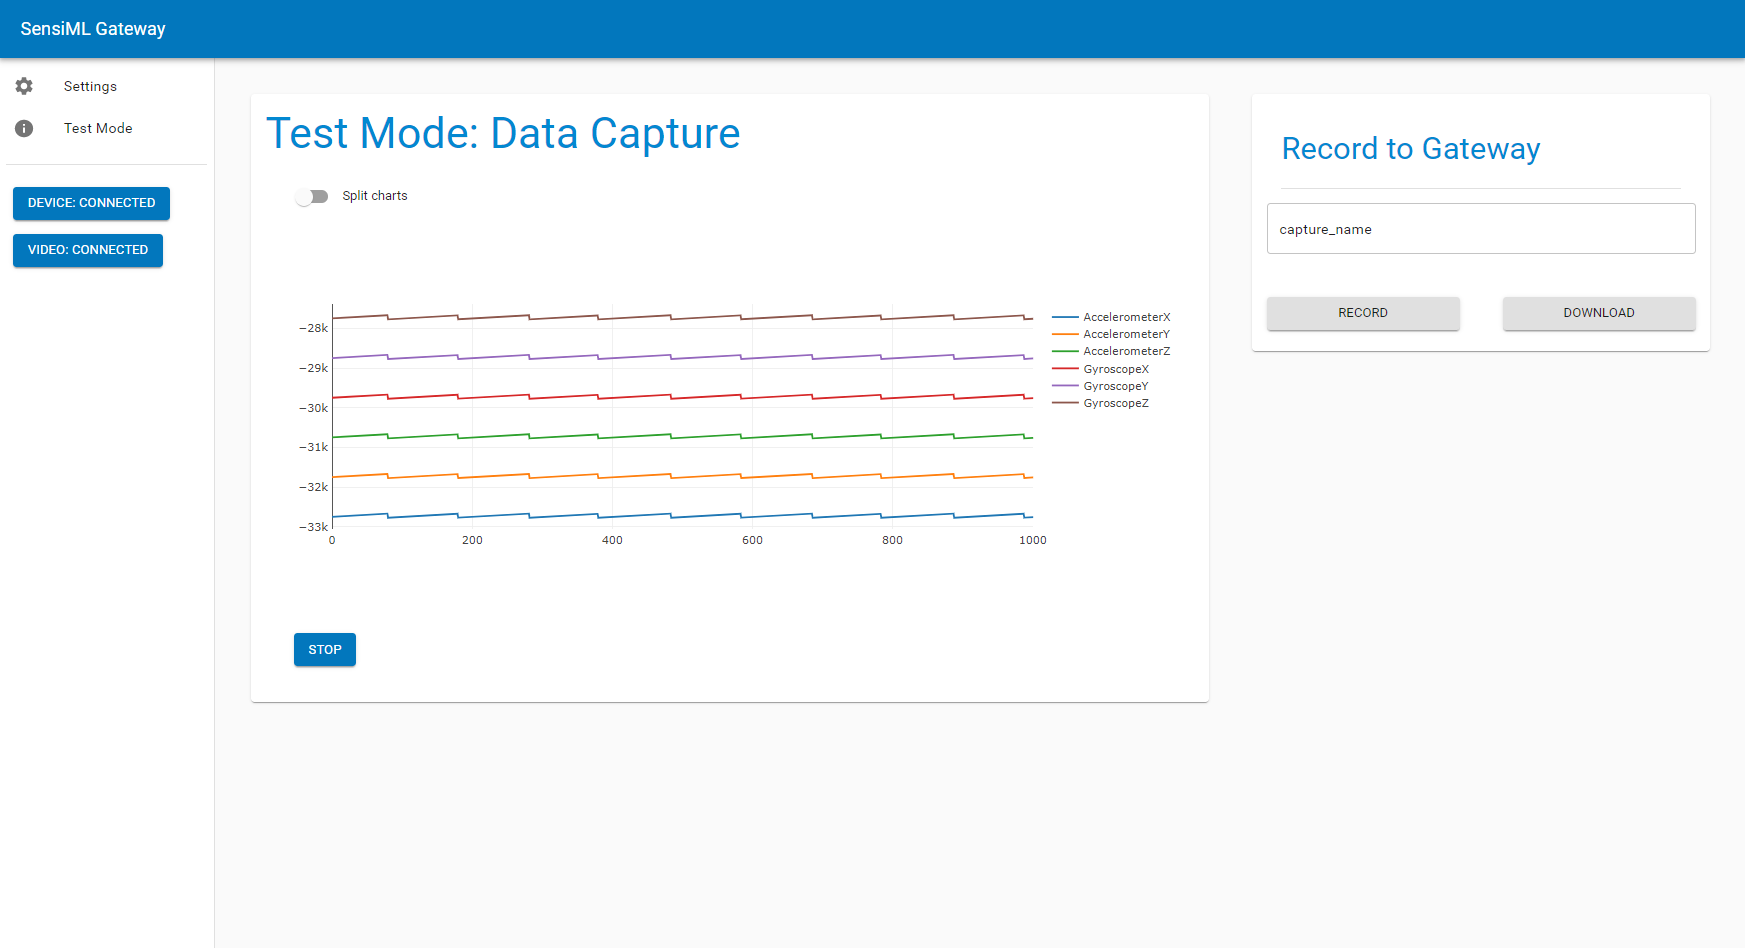 SensiML Gateway
Settings
Test Mode
DEVICE: CONNECTED
VIDEO: CONNECTED
Test Mode: Data Capture
Split charts
−28k
−29k
−30k
−31k
−32k
−33k
0 200 400 600 800 1000
AccelerometerX
AccelerometerY
AccelerometerZ
GyroscopeX
GyroscopeY
GyroscopeZ
STOP
Record to Gateway
capture_name
RECORD DOWNLOAD